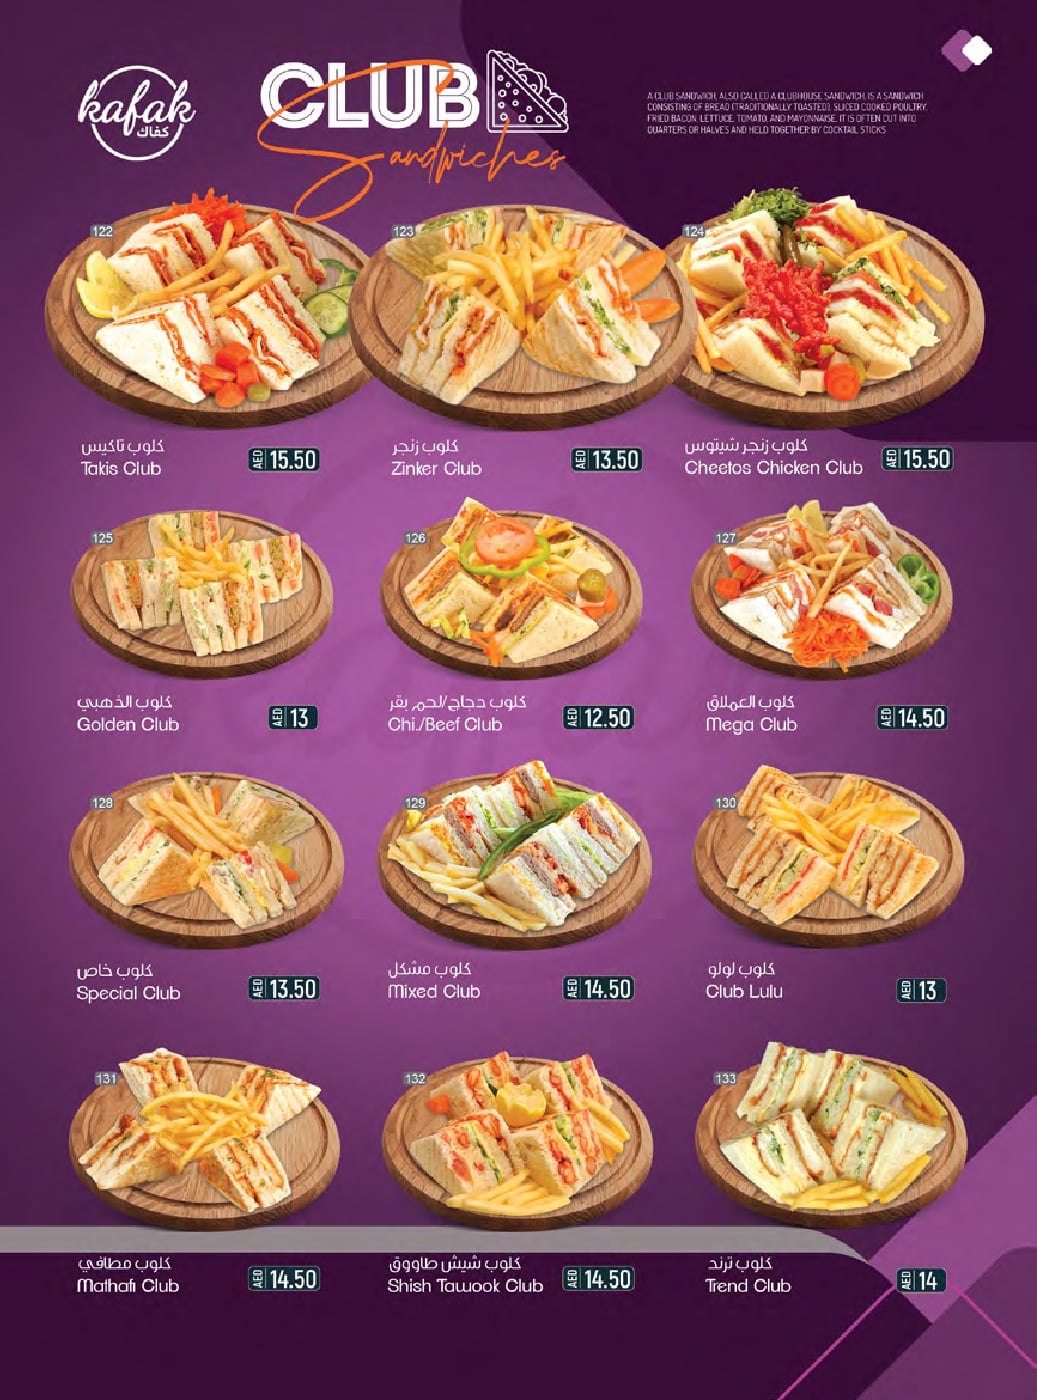 kafak
كفاك
CLUB
Sandwiches
A CLUB SANDWICH, ALSO CALLED A CLUBHOUSE SANDWICH, IS A SANDWICH
CONSISTING OF BREAD (TRADITIONALLY TOASTED), SLICED COOKED POULTRY,
FRIED BACON, LETTUCE, TOMATO, AND MAYONNAISE. IT IS OFTEN CUT INTO
QUARTERS OR HALVES AND HELD TOGETHER BY COCKTAIL STICKS
122
كلوب تاكيس
Takis Club
AED 15.50
123
كلوب زنجر
Zinker Club
AED 13.50
124
كلوب زنجر شيتوس
Cheetos Chicken Club
AED 15.50
125
كلوب الذهبي
Golden Club
AED 13
126
كلوب دجاج/لحم بقر
Chi./Beef Club
AED 12.50
127
كلوب العملاق
Mega Club
AED 14.50
128
كلوب خاص
Special Club
AED 13.50
129
كلوب مشكل
Mixed Club
AED 14.50
130
كلوب لولو
Club Lulu
AED 13
131
كلوب مطافي
Mathafi Club
AED 14.50
132
كلوب شيش طاووق
Shish Tawook Club
AED 14.50
133
كلوب ترند
Trend Club
AED 14